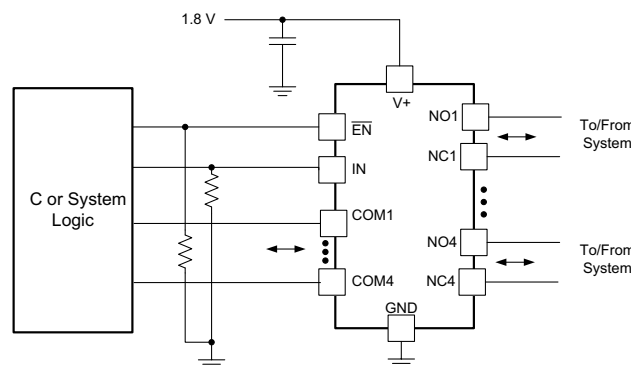 1.8 V
V+
EN
IN
COM1
COM4
GND
NO1
NC1
NO4
NC4
To/From
System
To/From
System
C or System
Logic